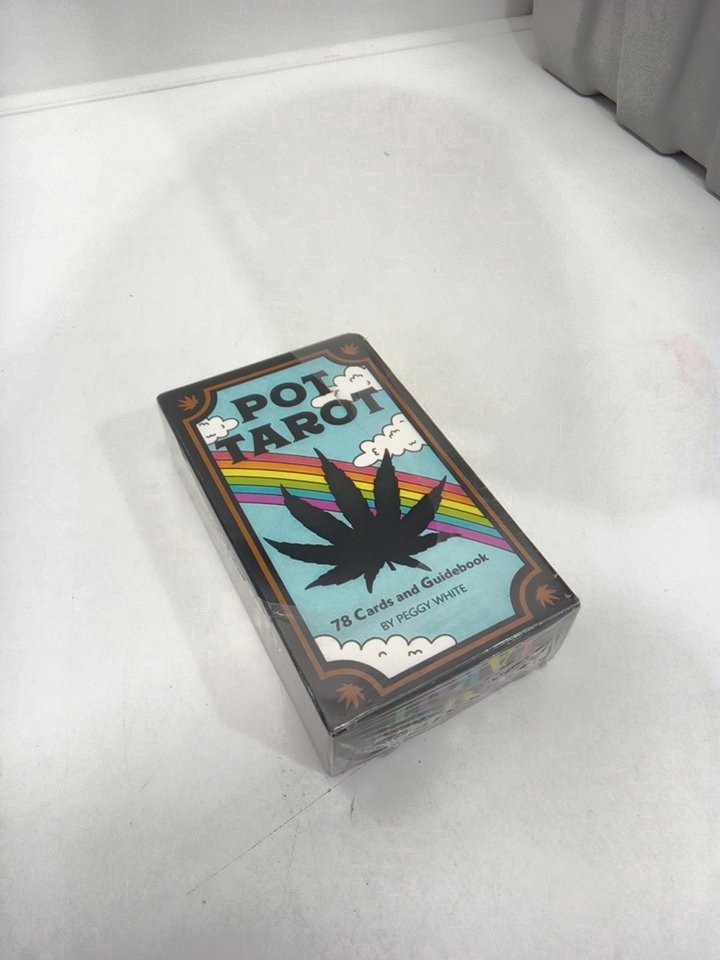 POT
TAROT
78 Cards and Guidebook
BY PEGGY WHITE